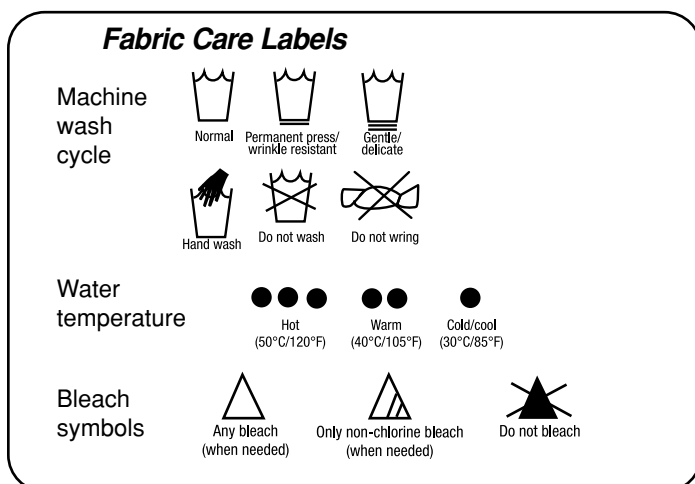 Fabric Care Labels
Machine
wash
cycle
Normal
Permanent press/
wrinkle resistant
Gentle/
delicate
Hand wash
Do not wash
Do not wring
Water
temperature
Hot
(50°C/120°F)
Warm
(40°C/105°F)
Cold/cool
(30°C/85°F)
Bleach
symbols
Any bleach
(when needed)
Only non-chlorine bleach
(when needed)
Do not bleach